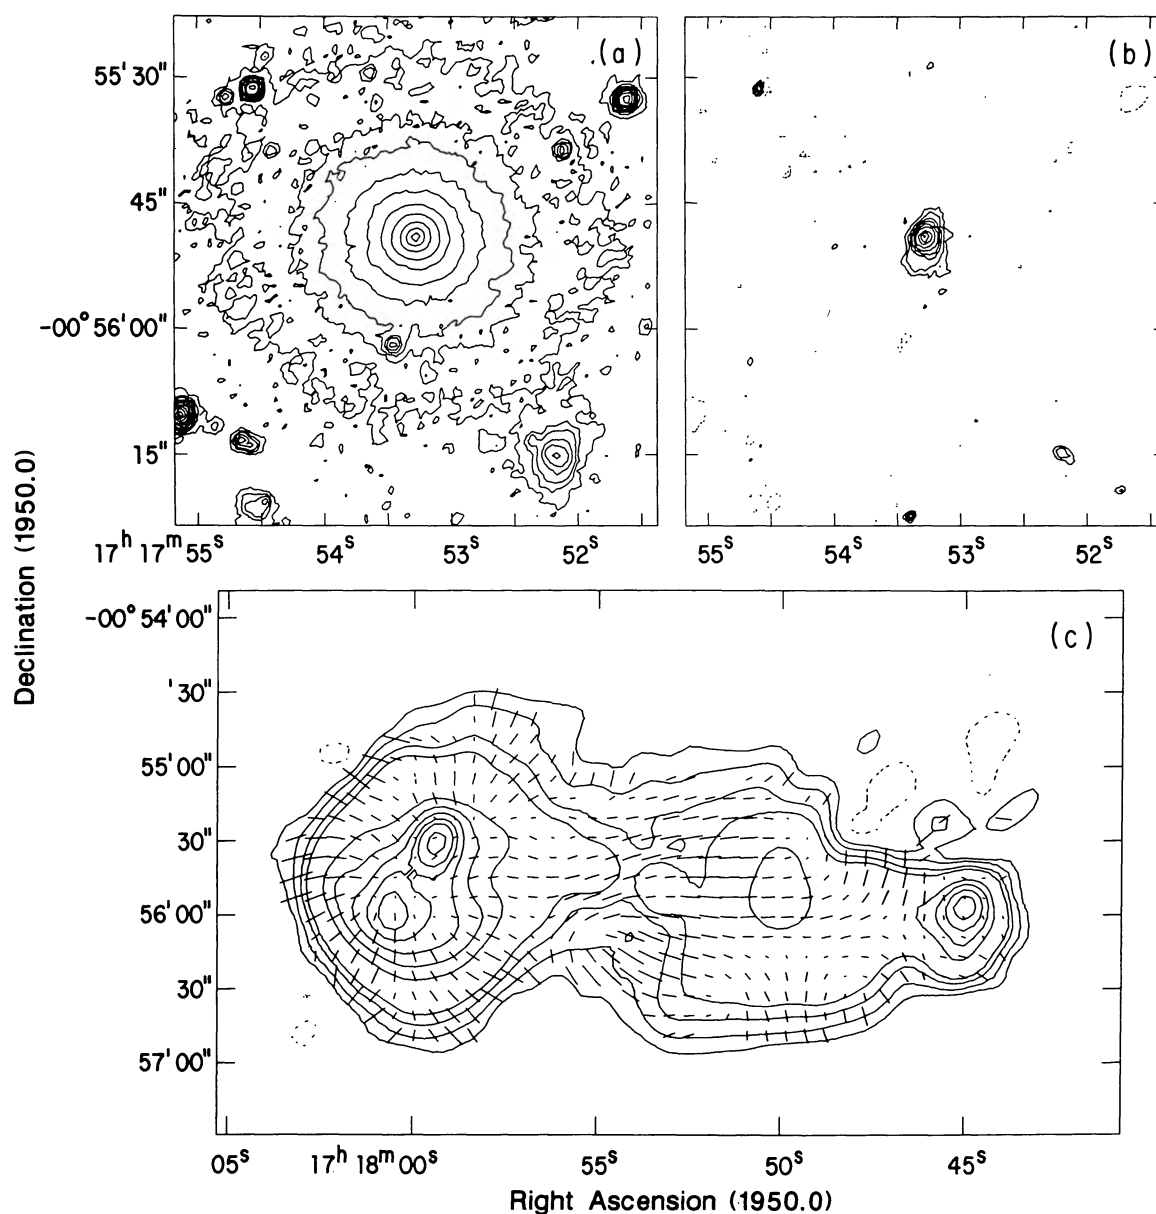 (a)
(b)
55' 30"
45"
-00° 56' 00"
15"
17h 17m 55s 54s 53s 52s
55s 54s 53s 52s
Declination (1950.0)
(c)
-00° 54' 00"
' 30"
55' 00"
30"
56' 00"
30"
57' 00"
05s 17h 18m 00s 55s 50s 45s
Right Ascension (1950.0)